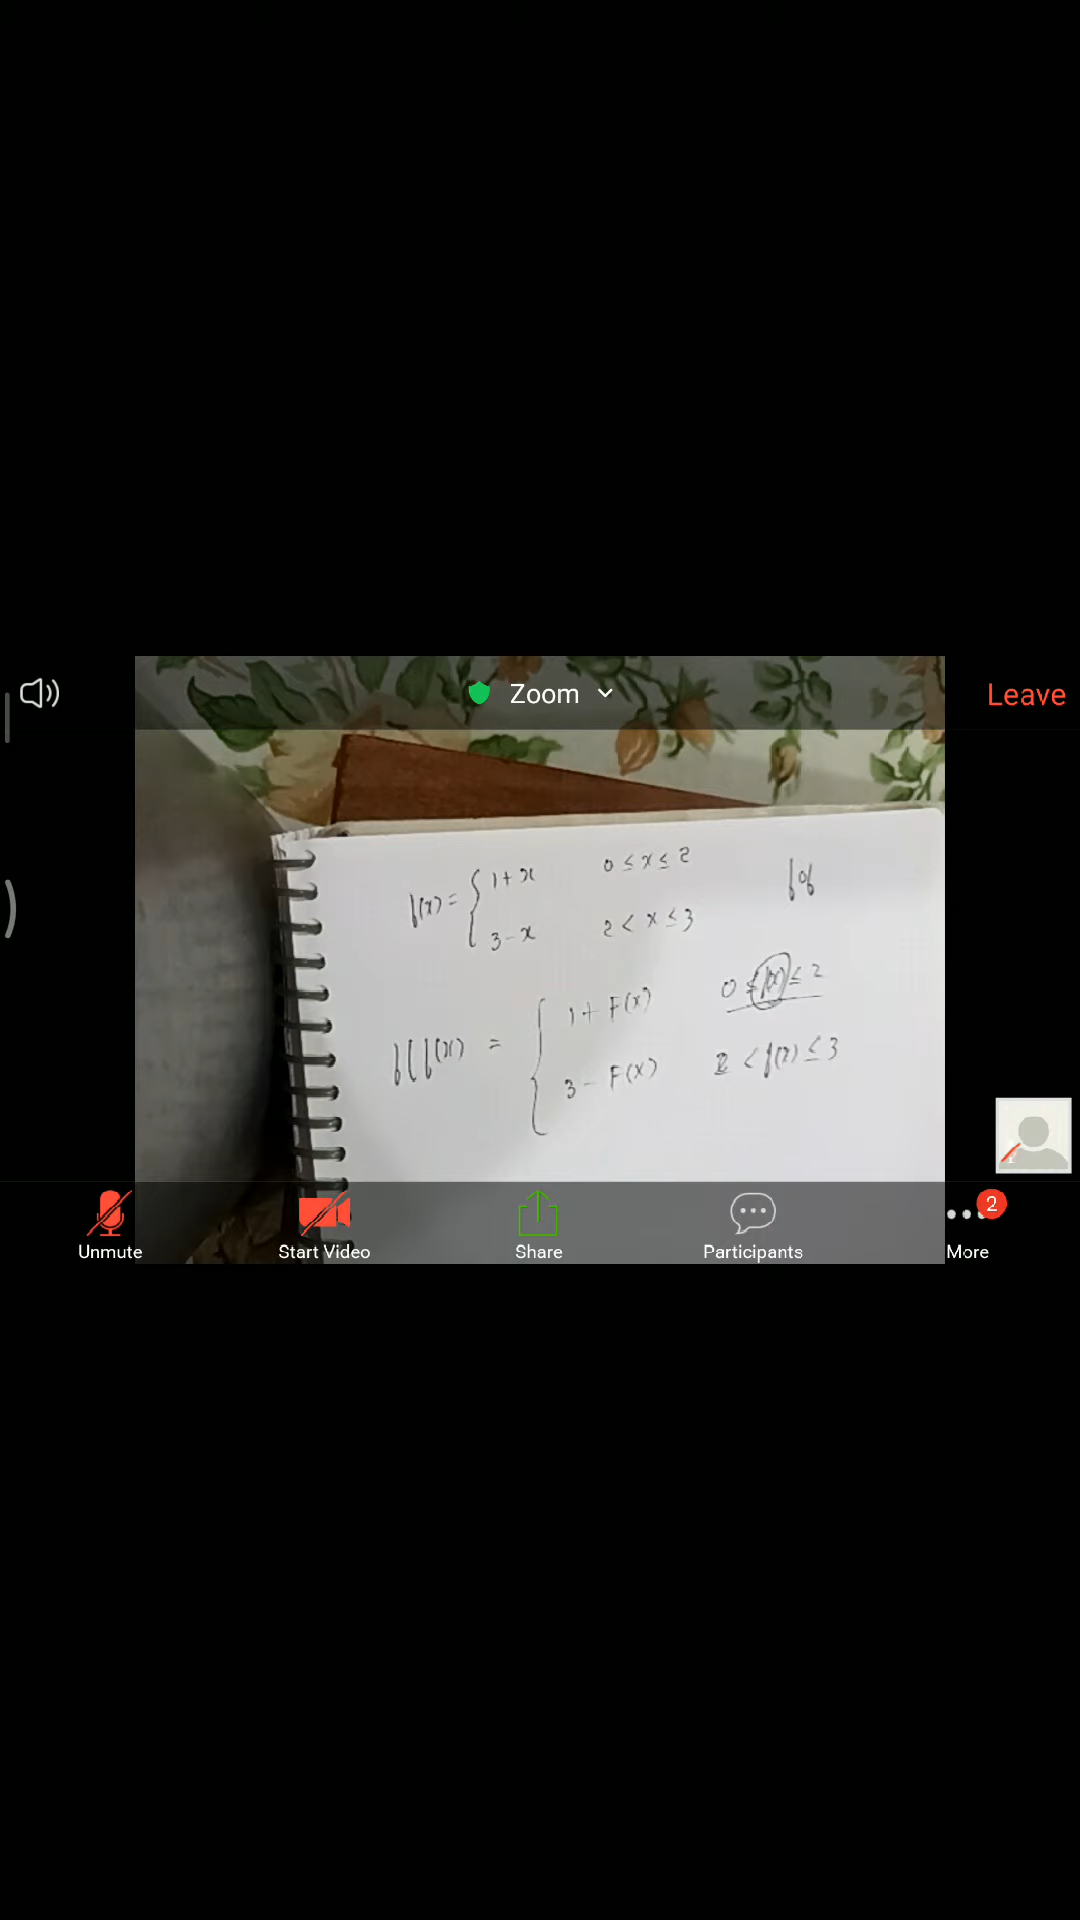 Zoom
Leave
f(x) = { 1 + x 0 ≤ x ≤ 2 fof
3 - x 2 < x ≤ 3
f(f(x) = { 1 + F(x) 0 ≤ f(x) ≤ 2
3 - F(x) 2 < f(x) ≤ 3
2
Unmute Start Video Share Participants More